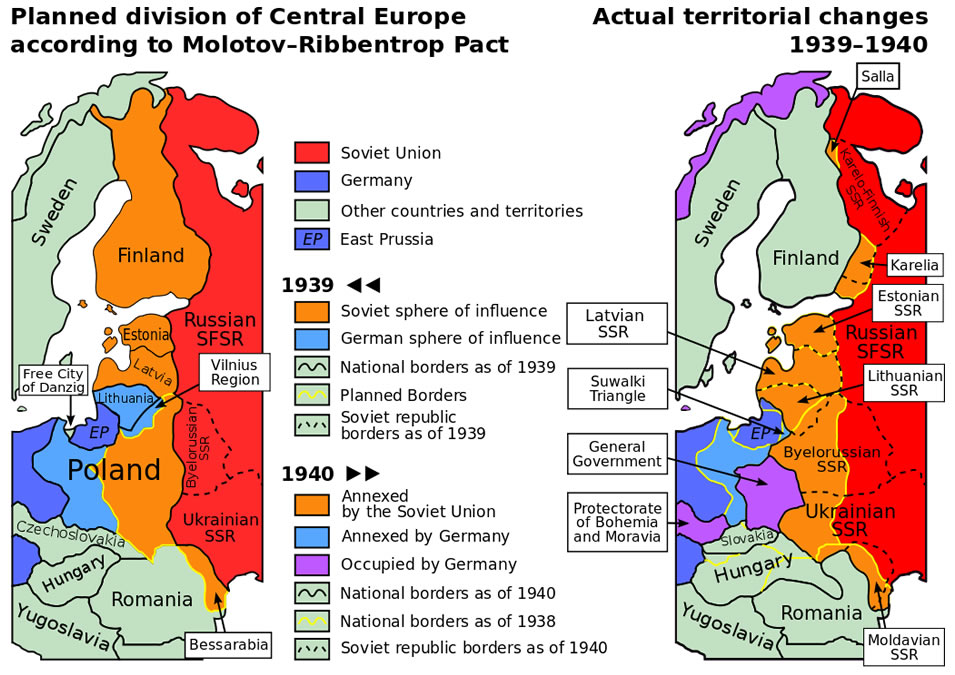 Planned division of Central Europe
according to Molotov–Ribbentrop Pact
Actual territorial changes
1939–1940
Sweden
Finland
Estonia
Latvia
Lithuania
Free City
of Danzig
Vilnius
Region
EP
Poland
Russian
SFSR
Byelorussian
SSR
Ukrainian
SSR
Czechoslovakia
Hungary
Romania
Yugoslavia
Bessarabia
Soviet Union
Germany
Other countries and territories
EP East Prussia
1939 ◄◄
Soviet sphere of influence
German sphere of influence
National borders as of 1939
Planned Borders
Soviet republic
borders as of 1939
1940 ►►
Annexed
by the Soviet Union
Annexed by Germany
Occupied by Germany
National borders as of 1940
National borders as of 1938
Soviet republic borders as of 1940
Salla
Karelo-Finnish
SSR
Sweden
Finland
Karelia
Estonian
SSR
Latvian
SSR
Russian
SFSR
Suwalki
Triangle
Lithuanian
SSR
EP
General
Government
Byelorussian
SSR
Protectorate
of Bohemia
and Moravia
Ukrainian
SSR
Slovakia
Hungary
Romania
Yugoslavia
Moldavian
SSR